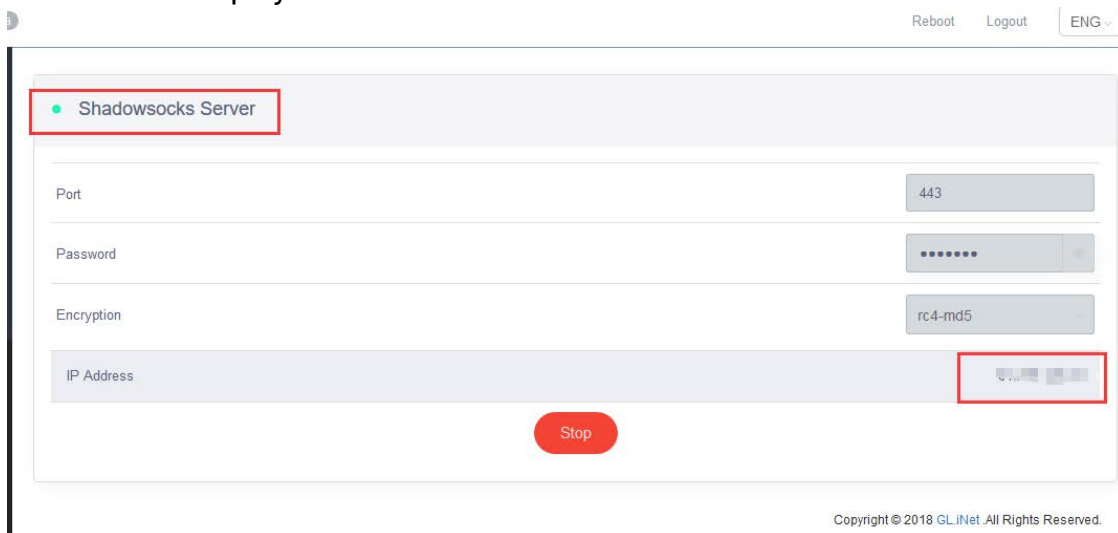 Reboot Logout ENG
Shadowsocks Server
Port 443
Password •••••••
Encryption rc4-md5
IP Address
Stop
Copyright © 2018 GL.iNet .All Rights Reserved.